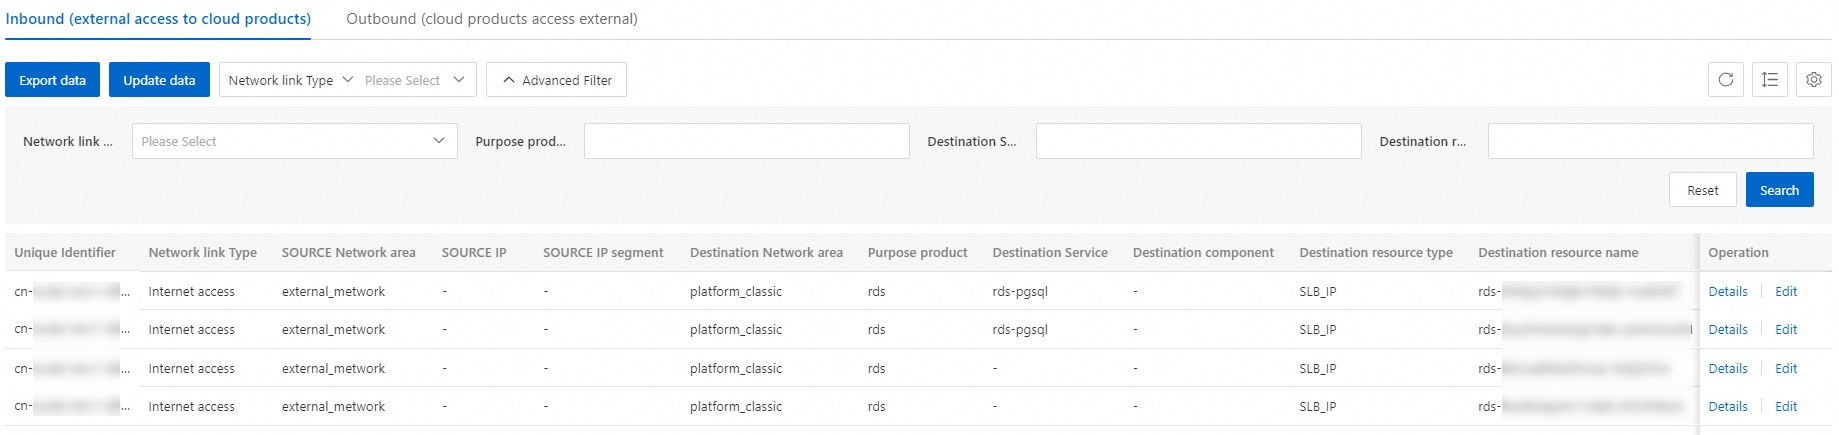 Inbound (external access to cloud products) Outbound (cloud products access external)
Export data Update data Network link Type Please Select Advanced Filter
Network link ... Please Select Purpose prod... Destination S... Destination r...
Reset Search
Unique Identifier Network link Type SOURCE Network area SOURCE IP SOURCE IP segment Destination Network area Purpose product Destination Service Destination component Destination resource type Destination resource name Operation
cn- ... Internet access external_metwork - - platform_classic rds rds-pgsql - SLB_IP rds- Details Edit
cn- ... Internet access external_metwork - - platform_classic rds rds-pgsql - SLB_IP rds- Details Edit
cn- ... Internet access external_metwork - - platform_classic rds - - SLB_IP rds- Details Edit
cn- ... Internet access external_metwork - - platform_classic rds - - SLB_IP rds- Details Edit